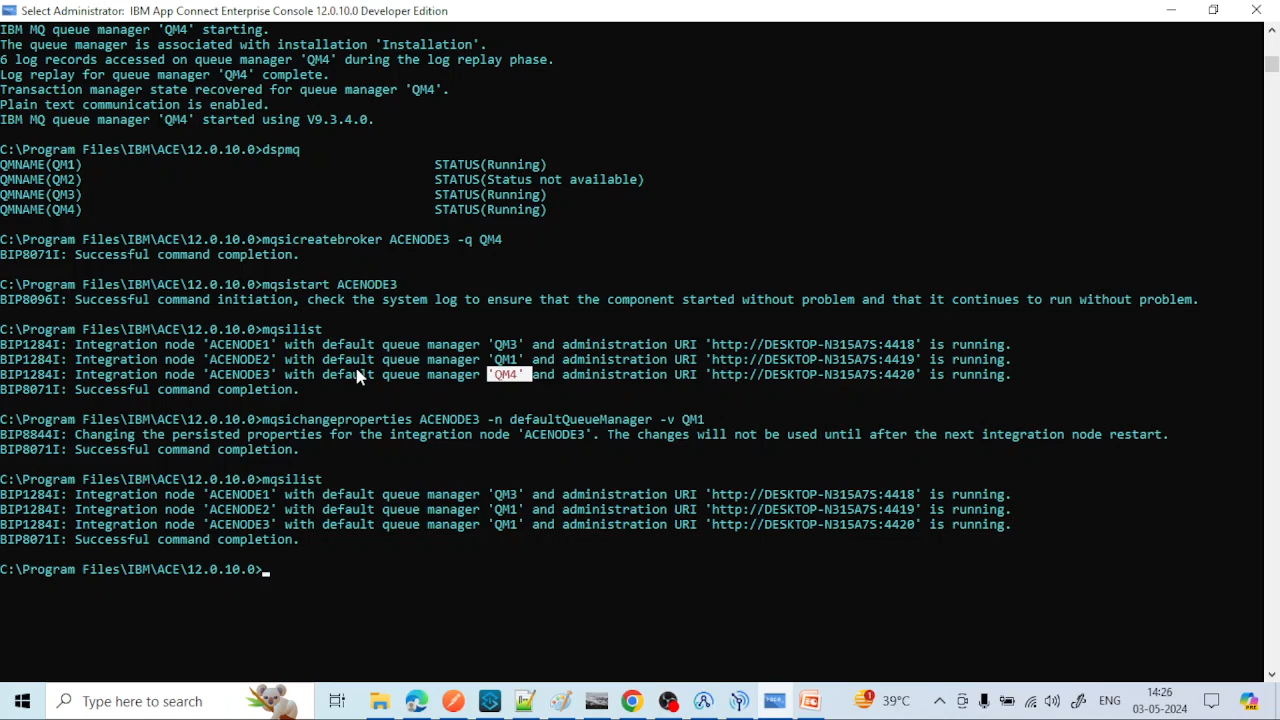 Select Administrator: IBM App Connect Enterprise Console 12.0.10.0 Developer Edition
IBM MQ queue manager 'QM4' starting.
The queue manager is associated with installation 'Installation'.
6 log records accessed on queue manager 'QM4' during the log replay phase.
Log replay for queue manager 'QM4' complete.
Transaction manager state recovered for queue manager 'QM4'.
Plain text communication is enabled.
IBM MQ queue manager 'QM4' started using V9.3.4.0.
C:\Program Files\IBM\ACE\12.0.10.0>dspmq
QMNAME(QM1) STATUS(Running)
QMNAME(QM2) STATUS(Status not available)
QMNAME(QM3) STATUS(Running)
QMNAME(QM4) STATUS(Running)
C:\Program Files\IBM\ACE\12.0.10.0>mqsicreatebroker ACENODE3 -q QM4
BIP8071I: Successful command completion.
C:\Program Files\IBM\ACE\12.0.10.0>mqsistart ACENODE3
BIP8096I: Successful command initiation, check the system log to ensure that the component started without problem and that it continues to run without problem.
C:\Program Files\IBM\ACE\12.0.10.0>mqsilist
BIP1284I: Integration node 'ACENODE1' with default queue manager 'QM3' and administration URI 'http://DESKTOP-N315A7S:4418' is running.
BIP1284I: Integration node 'ACENODE2' with default queue manager 'QM1' and administration URI 'http://DESKTOP-N315A7S:4419' is running.
BIP1284I: Integration node 'ACENODE3' with default queue manager 'QM4' and administration URI 'http://DESKTOP-N315A7S:4420' is running.
BIP8071I: Successful command completion.
C:\Program Files\IBM\ACE\12.0.10.0>mqsichangeproperties ACENODE3 -n defaultQueueManager -v QM1
BIP8844I: Changing the persisted properties for the integration node 'ACENODE3'. The changes will not be used until after the next integration node restart.
BIP8071I: Successful command completion.
C:\Program Files\IBM\ACE\12.0.10.0>mqsilist
BIP1284I: Integration node 'ACENODE1' with default queue manager 'QM3' and administration URI 'http://DESKTOP-N315A7S:4418' is running.
BIP1284I: Integration node 'ACENODE2' with default queue manager 'QM1' and administration URI 'http://DESKTOP-N315A7S:4419' is running.
BIP1284I: Integration node 'ACENODE3' with default queue manager 'QM1' and administration URI 'http://DESKTOP-N315A7S:4420' is running.
BIP8071I: Successful command completion.
C:\Program Files\IBM\ACE\12.0.10.0>
Type here to search
1
39°C
ENG
14:26
03-05-2024